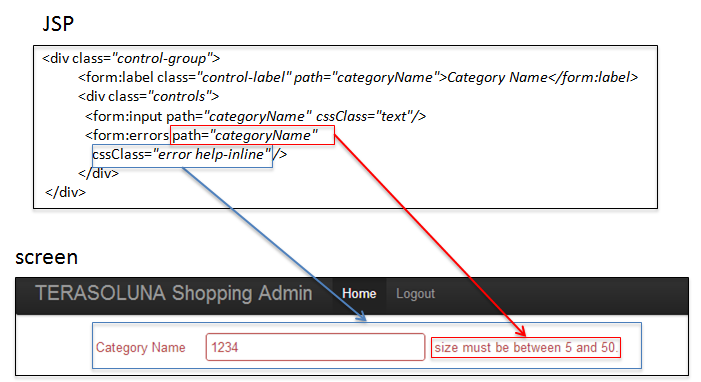 JSP
<div class="control-group">
<form:label class="control-label" path="categoryName">Category Name</form:label>
<div class="controls">
<form:input path="categoryName" cssClass="text"/>
<form:errors path="categoryName"
cssClass="error help-inline"/>
</div>
</div>
screen
TERASOLUNA Shopping Admin Home Logout
Category Name 1234 size must be between 5 and 50.